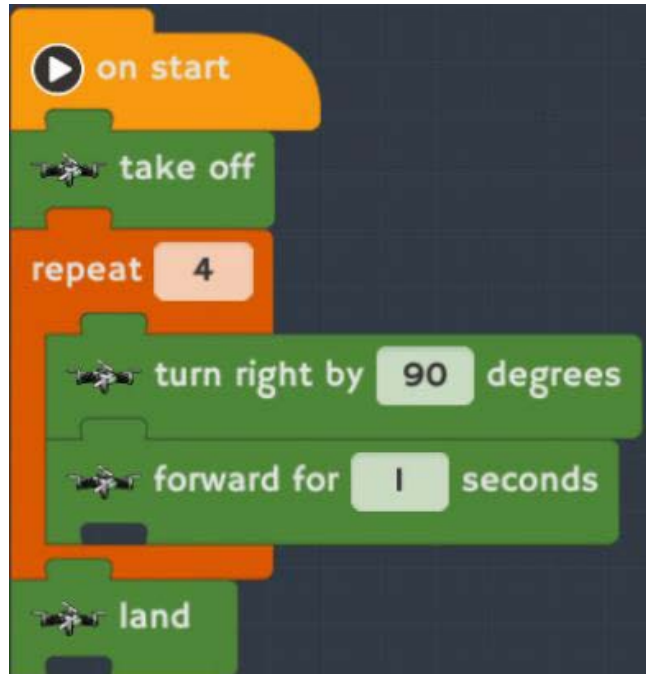 on start
take off
repeat 4
turn right by 90 degrees
forward for 1 seconds
land